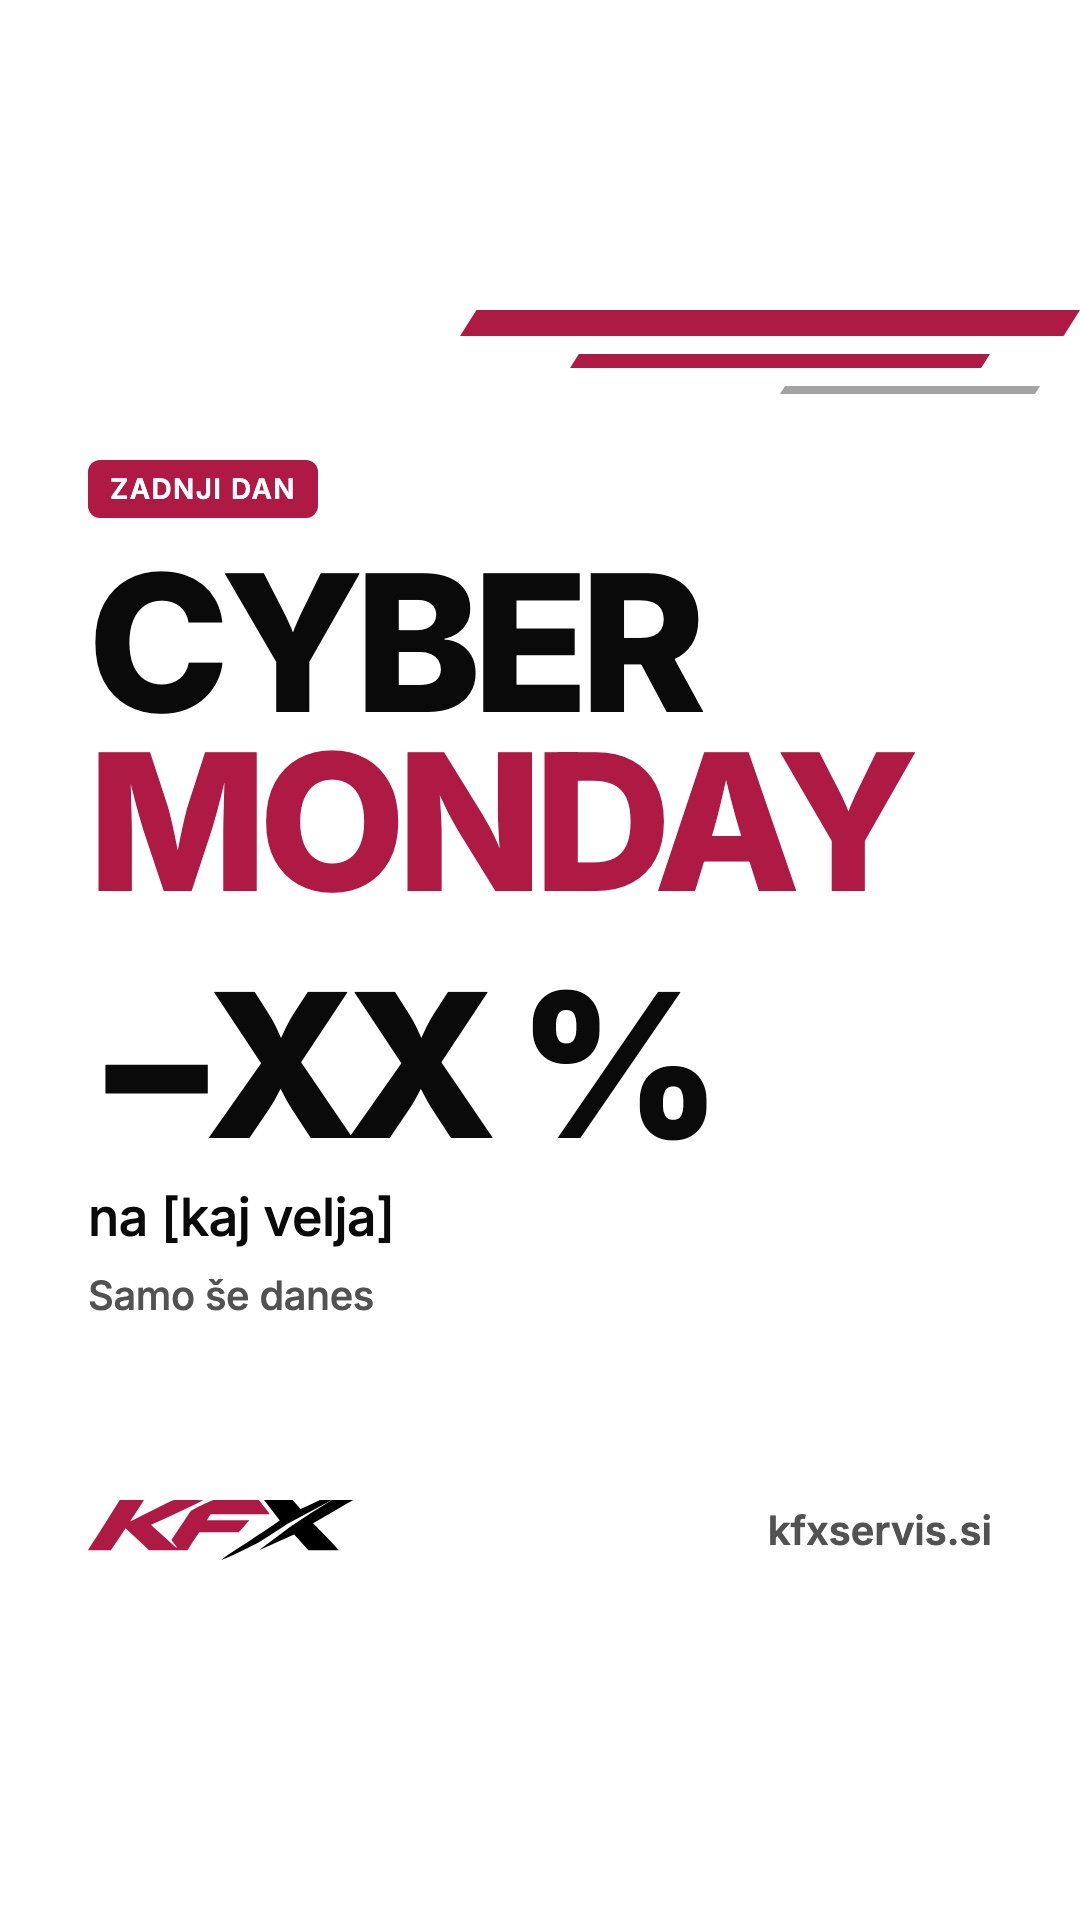 ZADNJI DAN
CYBER
MONDAY
–XX %
na [kaj velja]
Samo še danes
KFX
kfxservis.si